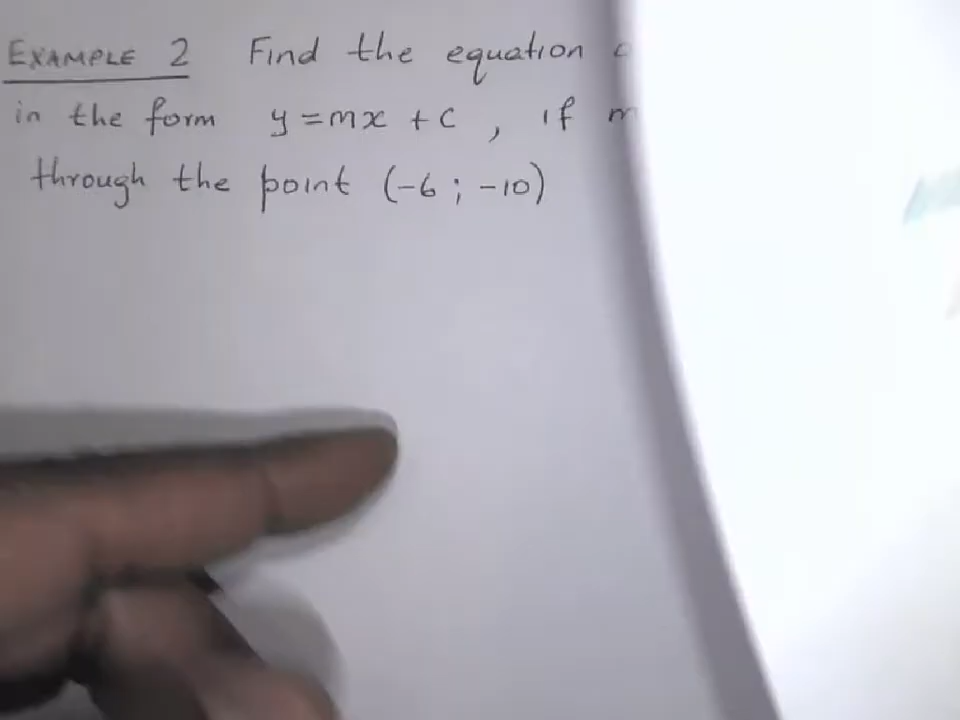 EXAMPLE 2 Find the equation
in the form y = mx + c , if m
through the point (-6 ; -10)